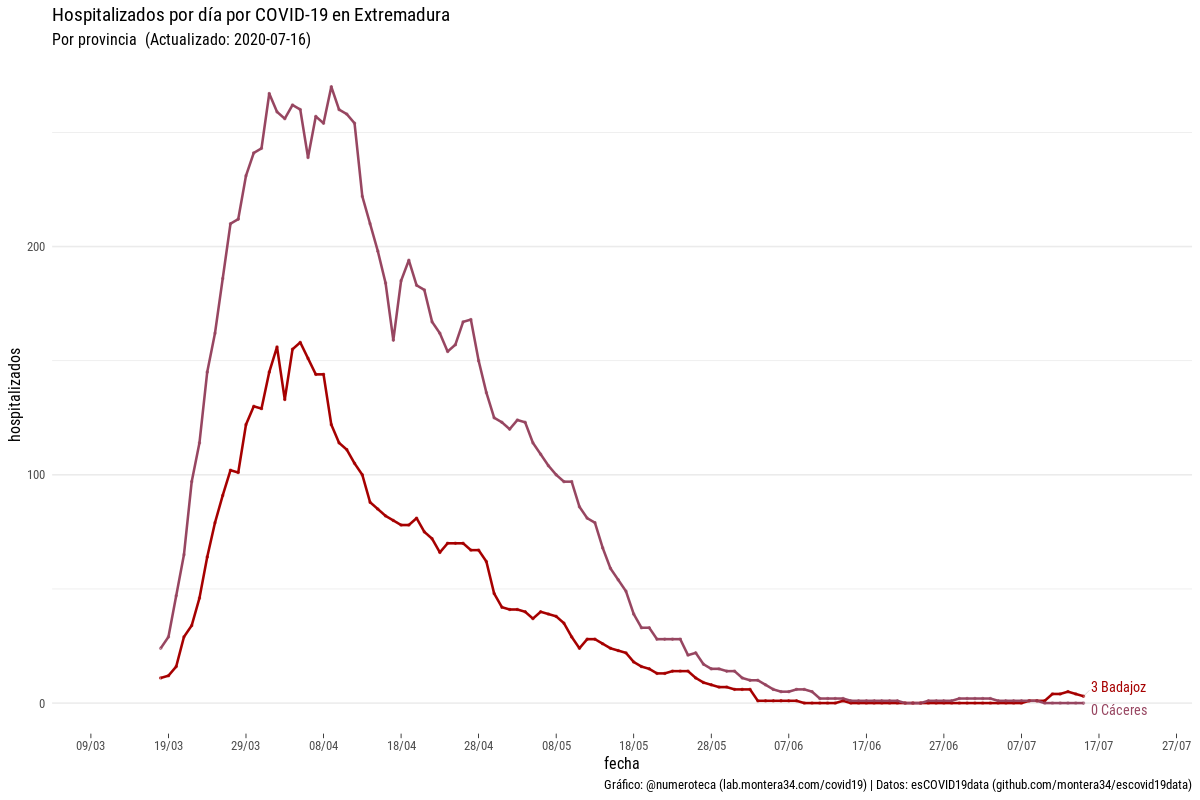 Hospitalizados por día por COVID-19 en Extremadura
Por provincia  (Actualizado: 2020-07-16)
hospitalizados
200
100
0
3 Badajoz
0 Cáceres
09/03 19/03 29/03 08/04 18/04 28/04 08/05 18/05 28/05 07/06 17/06 27/06 07/07 17/07 27/07
fecha
Gráfico: @numeroteca (lab.montera34.com/covid19) | Datos: esCOVID19data (github.com/montera34/escovid19data)